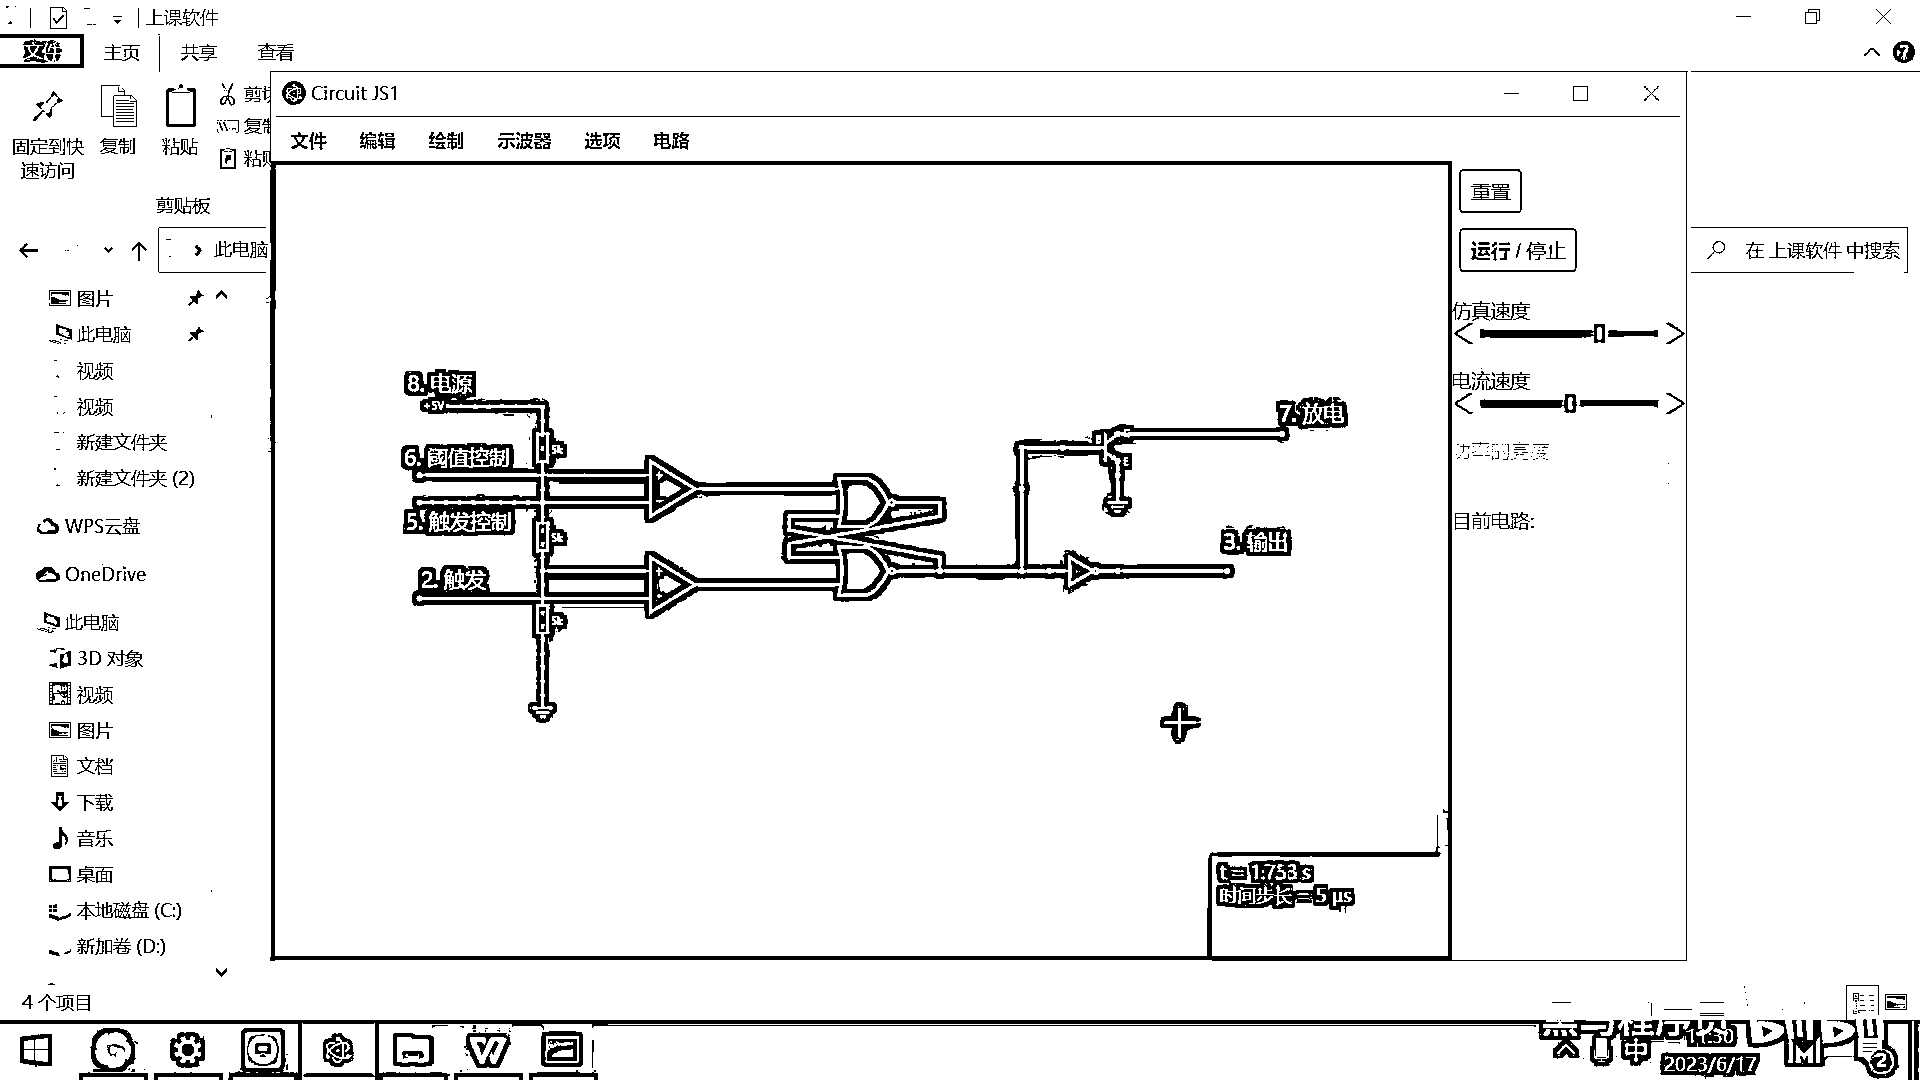 上课软件
文件 主页 共享 查看
固定到快
速访问
复制
粘贴
剪切
复制
粘贴
剪贴板
此电脑
在 上课软件 中搜索
图片
此电脑
视频
视频
新建文件夹
新建文件夹 (2)
WPS云盘
OneDrive
此电脑
3D 对象
视频
图片
文档
下载
音乐
桌面
本地磁盘 (C:)
新加卷 (D:)
4 个项目
Circuit JS1
文件 编辑 绘制 示波器 选项 电路
8. 电源
+5V
6. 阈值控制
5. 触发控制
2. 触发
5k
5k
5k
7. 放电
3. 输出
t = 1.753 s
时间步长 = 5 μs
重置
运行 / 停止
仿真速度
电流速度
功率的亮度
目前电路:
中
11:30
2023/6/17
2